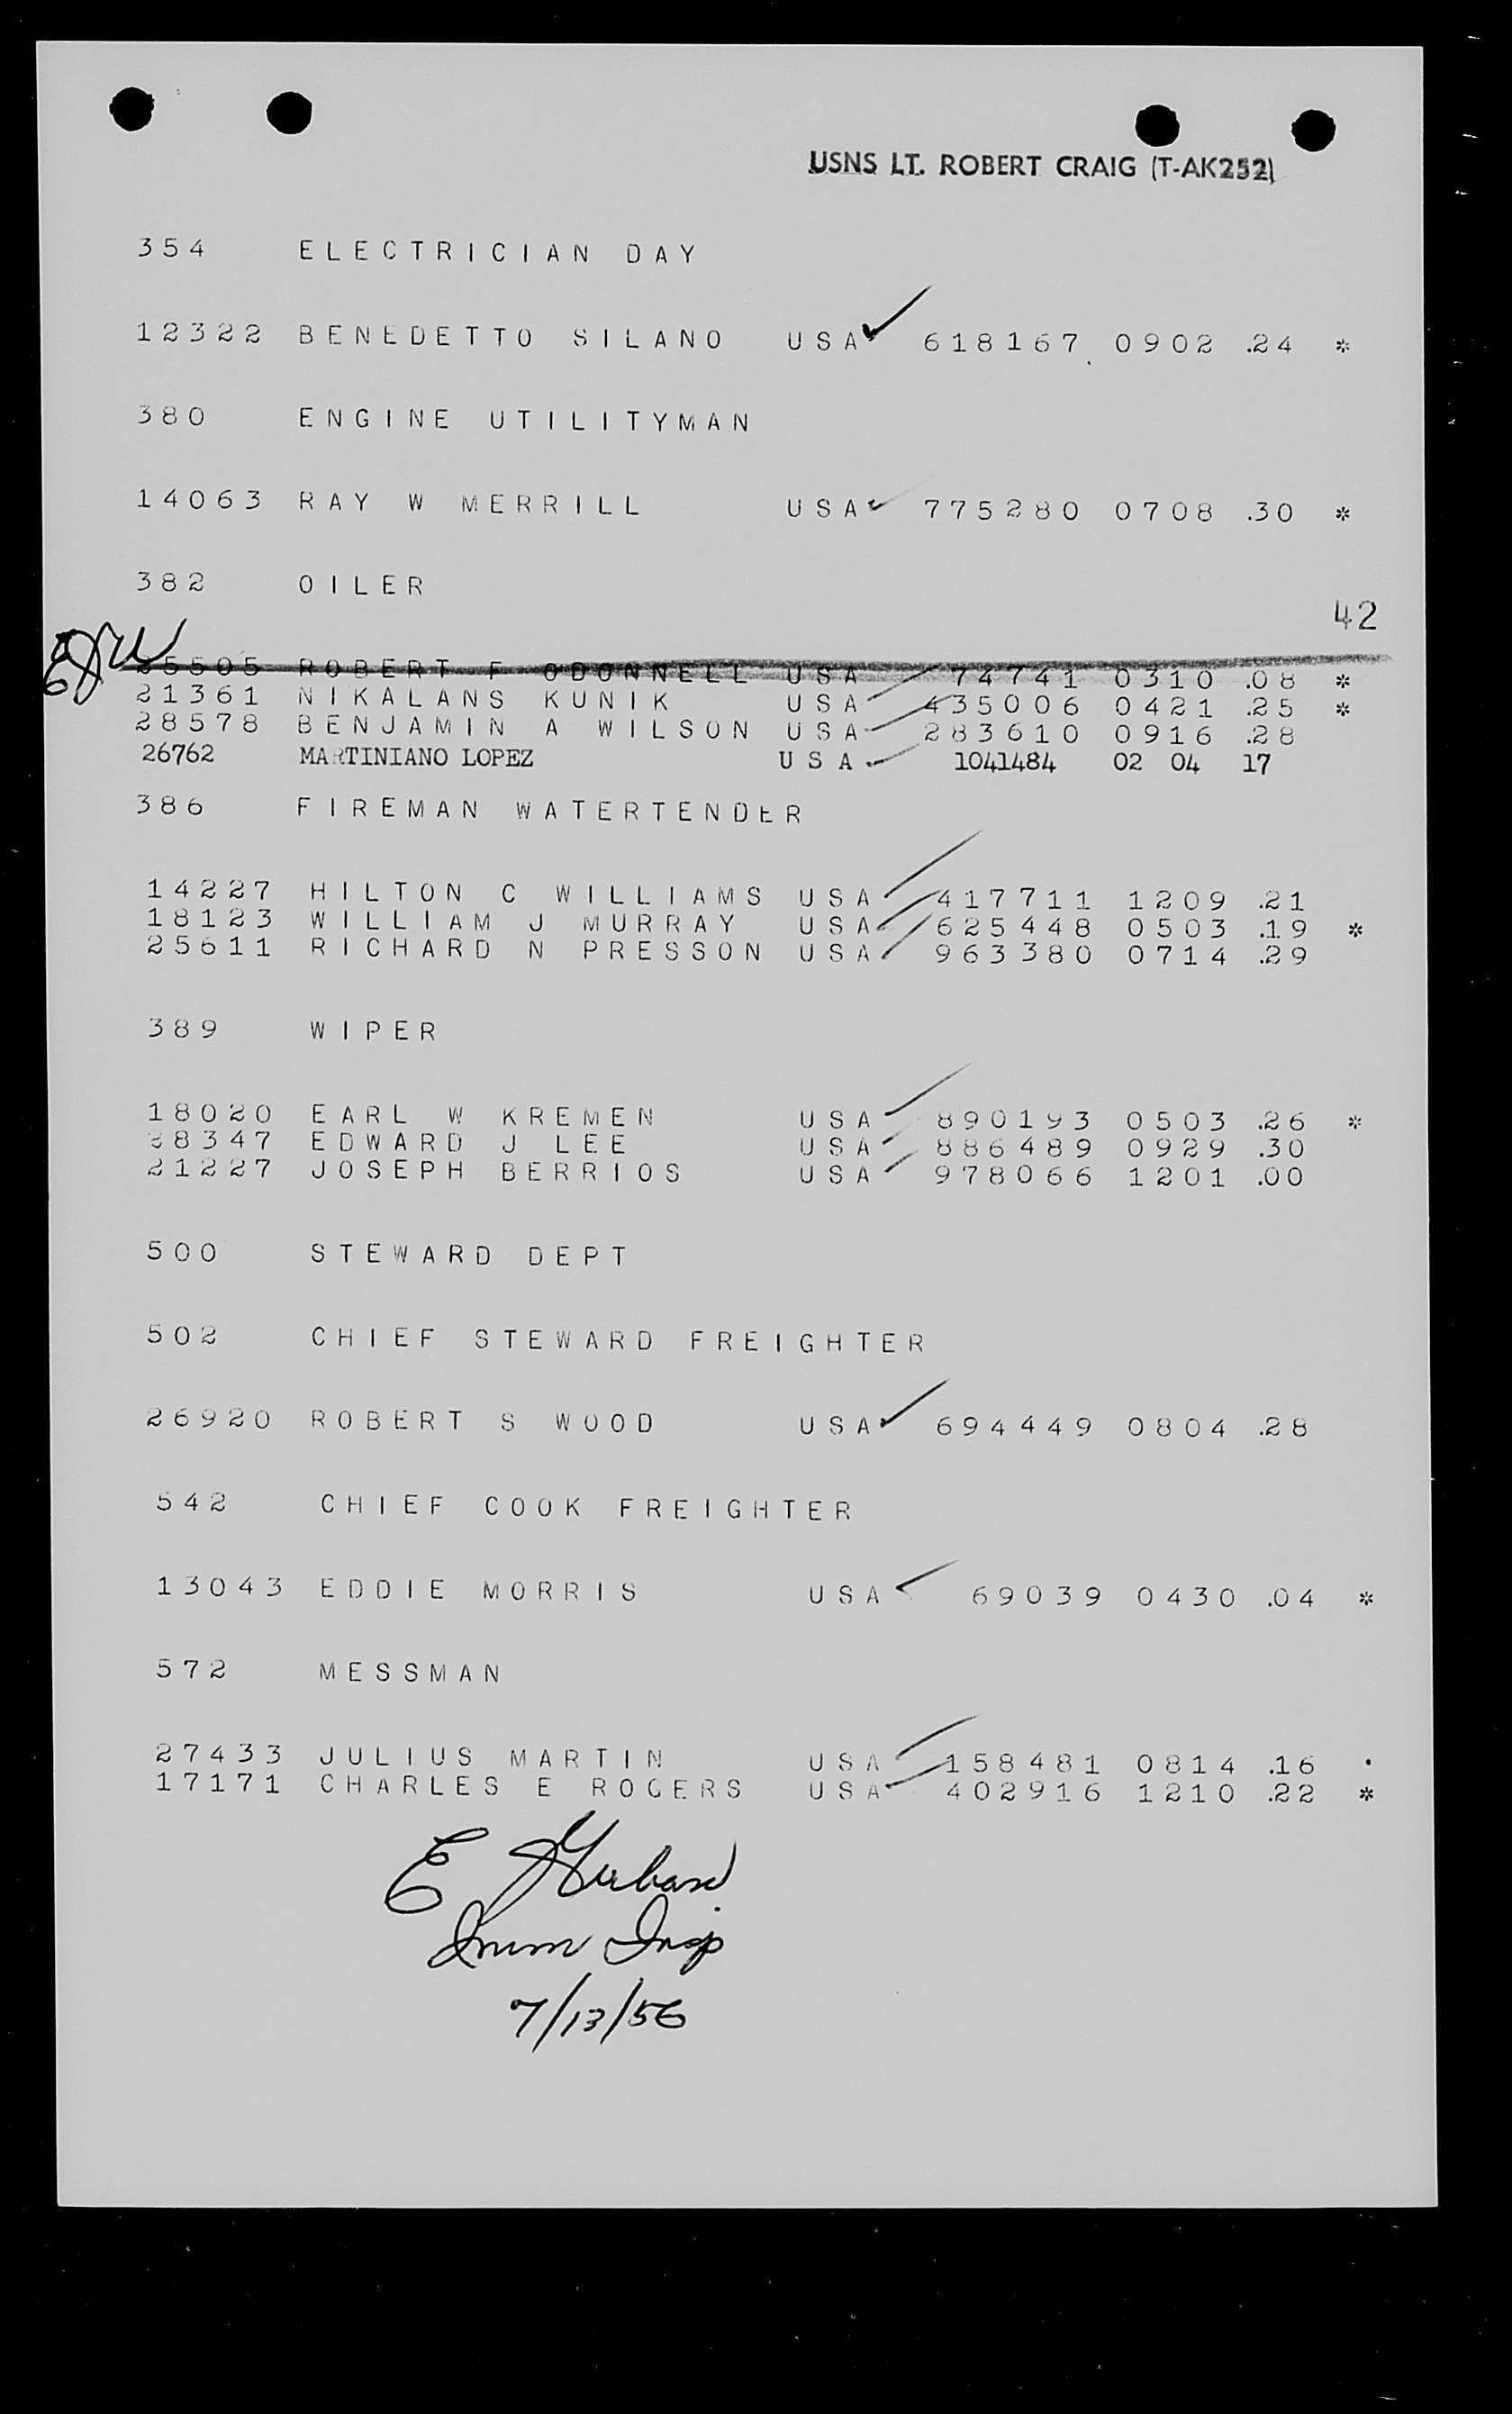 USNS LT. ROBERT CRAIG (T-AK252)
354 ELECTRICIAN DAY
12322 BENEDETTO SILANO USA 618167 0902 .24 *
380 ENGINE UTILITYMAN
14063 RAY W MERRILL USA 775280 0708 .30 *
382 OILER
42
ROBERT F ODONNELL USA 74741 0310 .08 *
21361 NIKALANS KUNIK USA 435006 0421 .25 *
28578 BENJAMIN A WILSON USA 283610 0916 .28
26762 MARTINIANO LOPEZ USA 1041484 02 04 17
386 FIREMAN WATERTENDER
14227 HILTON C WILLIAMS USA 417711 1209 .21
18123 WILLIAM J MURRAY USA 625448 0503 .19 *
25611 RICHARD N PRESSON USA 963380 0714 .29
389 WIPER
18020 EARL W KREMEN USA 890193 0503 .26 *
EDWARD J LEE USA 886489 0929 .30
21227 JOSEPH BERRIOS USA 978066 1201 .00
500 STEWARD DEPT
502 CHIEF STEWARD FREIGHTER
26920 ROBERT S WOOD USA 694449 0804 .28
542 CHIEF COOK FREIGHTER
13043 EDDIE MORRIS USA 69039 0430 .04 *
572 MESSMAN
27433 JULIUS MARTIN USA 158481 0814 .16
17171 CHARLES E ROGERS USA 402916 1210 .22 *
E
Imm Insp
7/13/56